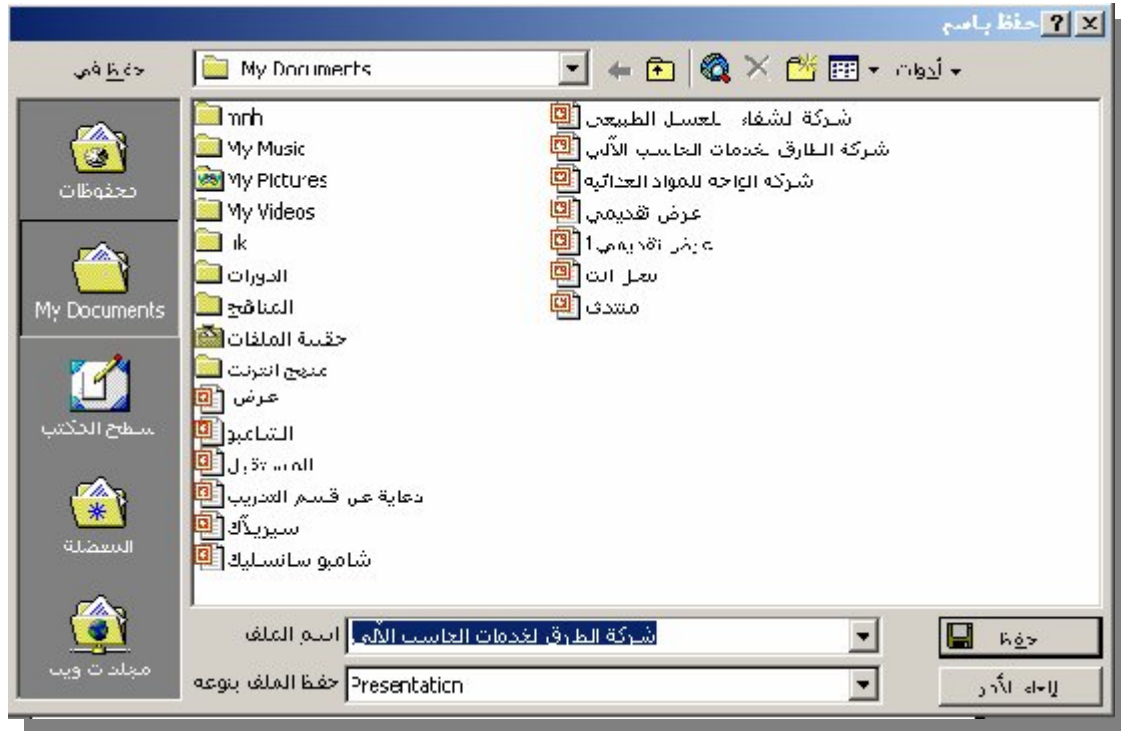 حفظ باسم
حفظ في My Documents أدوات
محفوظات
My Documents
سطح المكتب
المفضلة
مجلدات ويب
mnh
My Music
My Pictures
My Videos
الدورات
المناهج
حقيبة الملفات
منهج انترنت
عرض
الشامبو
المستقبل
دعاية عن قسم التدريب
سيريلاك
شامبو سانسليك
شركة الشفاء للعسل الطبيعي
شركة الطارق لخدمات الحاسب الآلي
شركة الواحة للمواد الغذائية
عرض تقديمي
عرض تقديمي1
منتدى
اسم الملف شركة الطارق لخدمات الحاسب الآلي
حفظ
حفظ الملف بنوعه Presentation
إلغاء الأمر